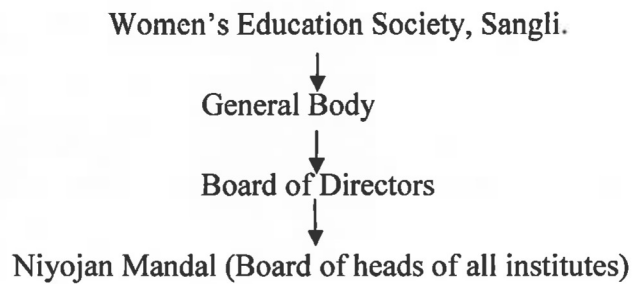 Women's Education Society, Sangli.
General Body
Board of Directors
Niyojan Mandal (Board of heads of all institutes)